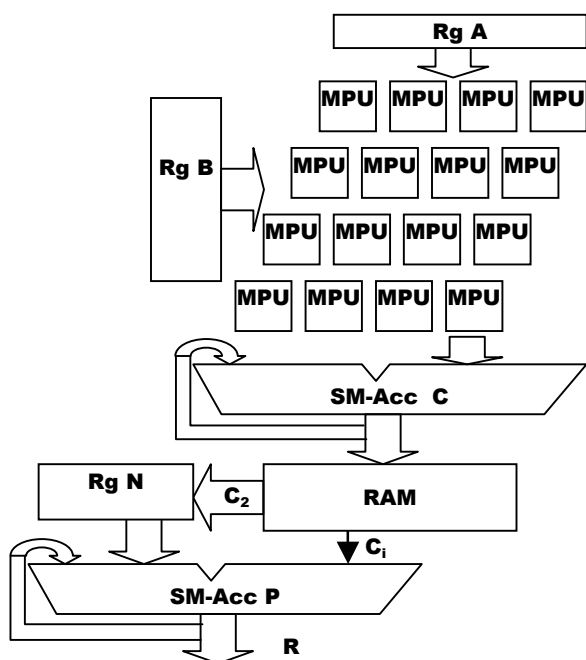 Rg A
MPU MPU MPU MPU
Rg B
MPU MPU MPU MPU
MPU MPU MPU MPU
MPU MPU MPU MPU
SM-Acc C
Rg N
C₂
RAM
Cᵢ
SM-Acc P
R